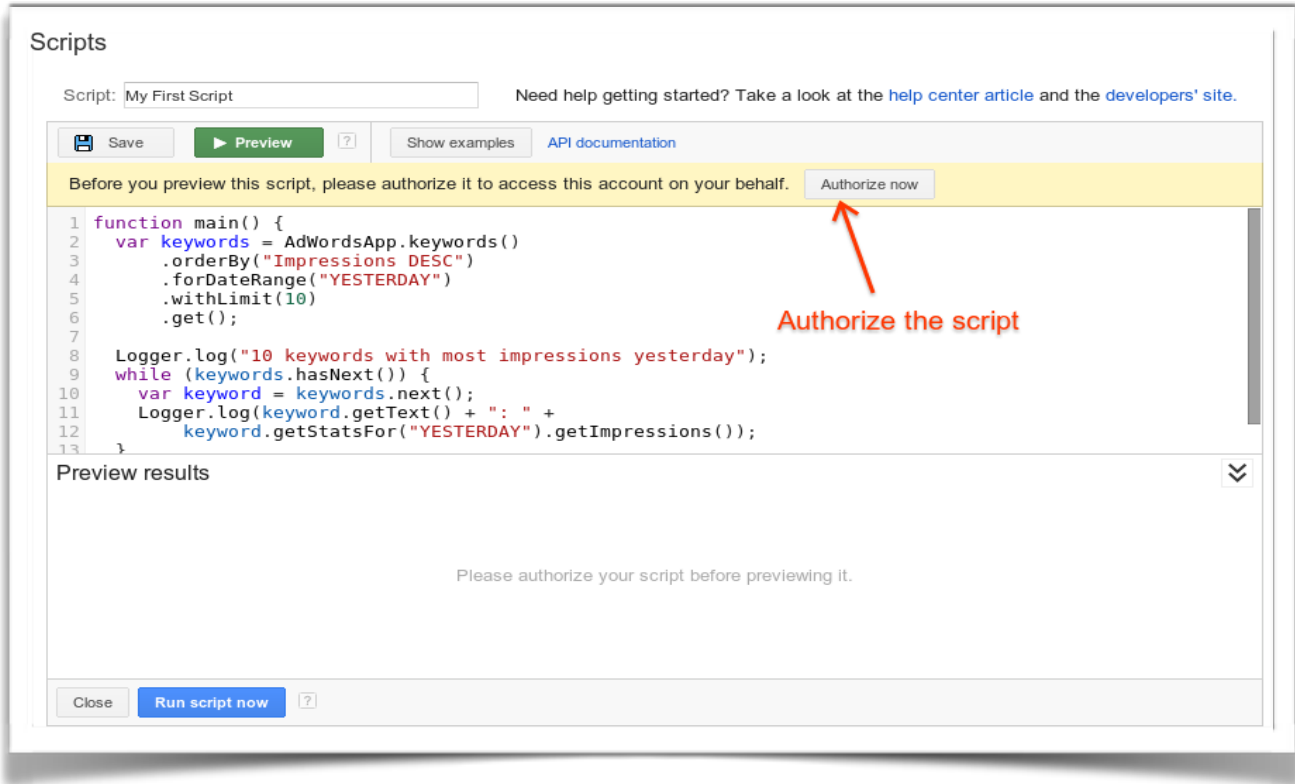 Scripts
Script: My First Script Need help getting started? Take a look at the help center article and the developers' site.
Save Preview ? Show examples API documentation
Before you preview this script, please authorize it to access this account on your behalf. Authorize now
1 function main() {
2 var keywords = AdWordsApp.keywords()
3 .orderBy("Impressions DESC")
4 .forDateRange("YESTERDAY")
5 .withLimit(10)
6 .get();
7
8 Logger.log("10 keywords with most impressions yesterday");
9 while (keywords.hasNext()) {
10 var keyword = keywords.next();
11 Logger.log(keyword.getText() + ": " +
12 keyword.getStatsFor("YESTERDAY").getImpressions());
13 }
Authorize the script
Preview results
Please authorize your script before previewing it.
Close Run script now ?